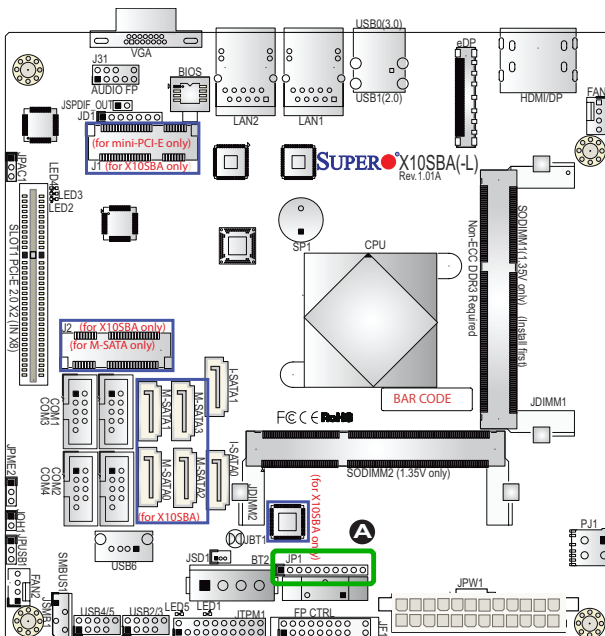 USB0(3.0)
VGA
eDP
J31
BIOS
FAN
AUDIO FP
JSPDIF_OUT
USB1(2.0)
HDMI/DP
JD1
LAN2
LAN1
(for mini-PCI-E only)
J1 (for X10SBA only)
SUPER X10SBA(-L)
Rev.1.01A
JPAC1
LED
LED3
LED2
SLOT1 PCI-E 2.0 X2 (IN X8)
SP1
CPU
SODIMM1(1.35V only) (Install first)
Non-ECC DDR3 Required
J2 (for X10SBA only)
(for M-SATA only)
I-SATA1
COM1
COM3
M-SATA1
M-SATA3
BAR CODE
JDIMM1
FC CE RoHS
I-SATA0
COM2
COM4
M-SATA0
M-SATA2
SODIMM2 (1.35V only)
JDIMM2
(for X10SBA only)
(for X10SBA)
JPME2
JOH1
JPUSB1
JBT1
A
PJ1
USB6
JSD1
BT2
JP1
FAN2
JSMB1
SMBUS1
JPW1
USB4/5
USB2/3
LED5
LED1
JTPM1
FP CTRL